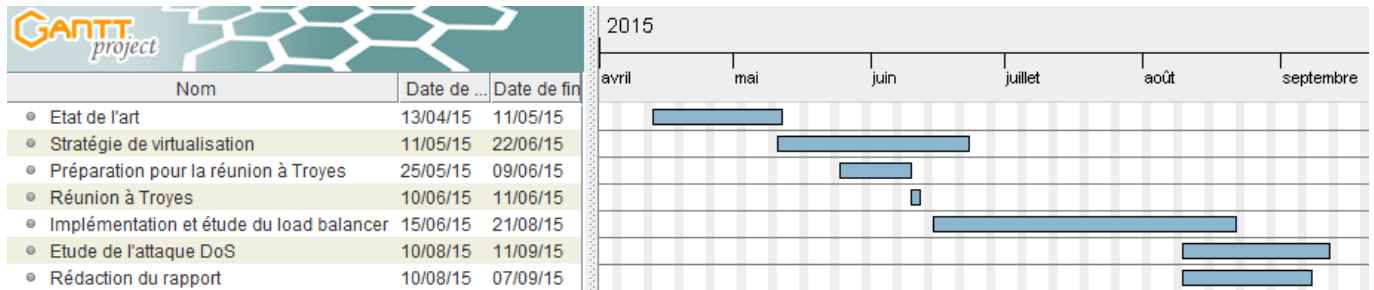 GANTT
project
2015
avril mai juin juillet août septembre
Nom Date de ... Date de fin
Etat de l'art 13/04/15 11/05/15
Stratégie de virtualisation 11/05/15 22/06/15
Préparation pour la réunion à Troyes 25/05/15 09/06/15
Réunion à Troyes 10/06/15 11/06/15
Implémentation et étude du load balancer 15/06/15 21/08/15
Etude de l'attaque DoS 10/08/15 11/09/15
Rédaction du rapport 10/08/15 07/09/15